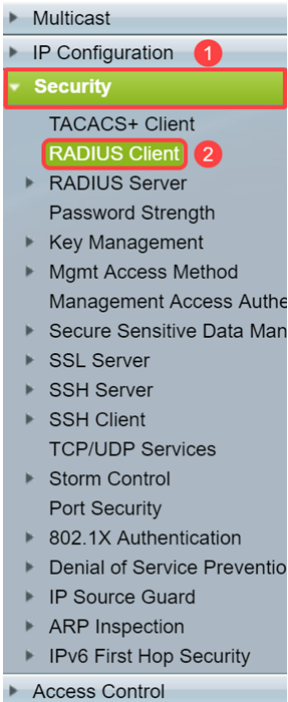 Multicast
IP Configuration 1
Security
TACACS+ Client
RADIUS Client 2
RADIUS Server
Password Strength
Key Management
Mgmt Access Method
Management Access Authe
Secure Sensitive Data Man
SSL Server
SSH Server
SSH Client
TCP/UDP Services
Storm Control
Port Security
802.1X Authentication
Denial of Service Preventio
IP Source Guard
ARP Inspection
IPv6 First Hop Security
Access Control